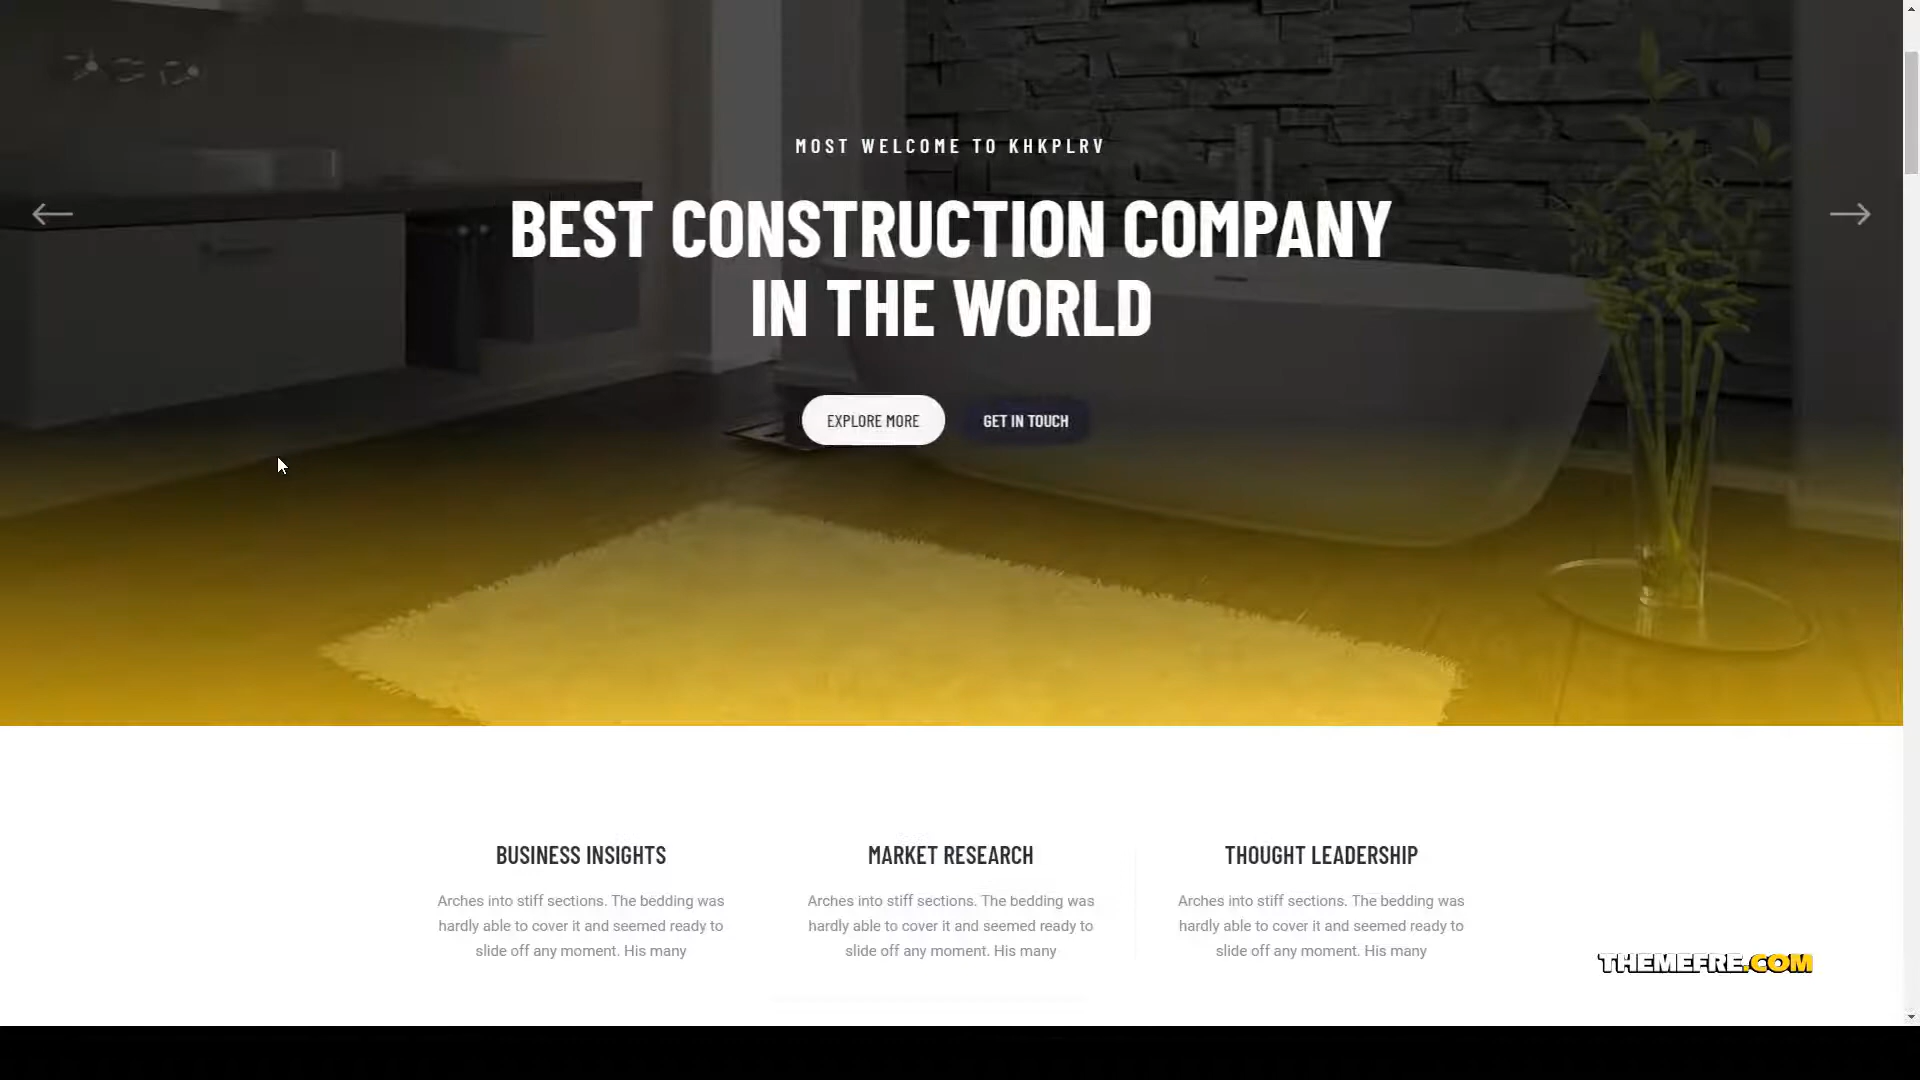 MOST WELCOME TO KHKPLRV
BEST CONSTRUCTION COMPANY
IN THE WORLD
EXPLORE MORE
GET IN TOUCH
BUSINESS INSIGHTS
Arches into stiff sections. The bedding was
hardly able to cover it and seemed ready to
slide off any moment. His many
MARKET RESEARCH
Arches into stiff sections. The bedding was
hardly able to cover it and seemed ready to
slide off any moment. His many
THOUGHT LEADERSHIP
Arches into stiff sections. The bedding was
hardly able to cover it and seemed ready to
slide off any moment. His many
THEMEFRE.COM